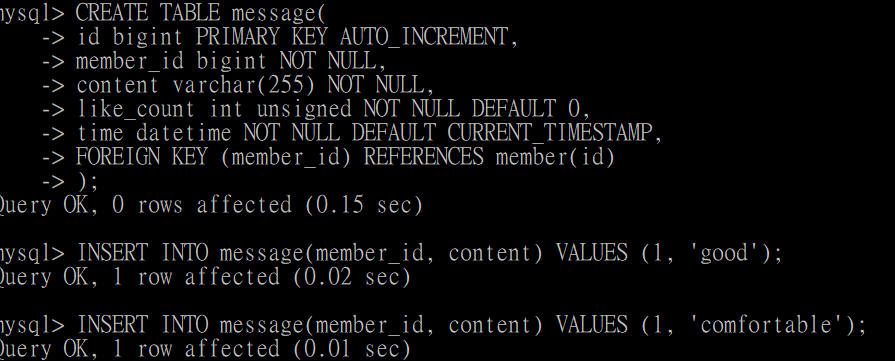 mysql> CREATE TABLE message(
    -> id bigint PRIMARY KEY AUTO_INCREMENT,
    -> member_id bigint NOT NULL,
    -> content varchar(255) NOT NULL,
    -> like_count int unsigned NOT NULL DEFAULT 0,
    -> time datetime NOT NULL DEFAULT CURRENT_TIMESTAMP,
    -> FOREIGN KEY (member_id) REFERENCES member(id)
    -> );
Query OK, 0 rows affected (0.15 sec)
mysql> INSERT INTO message(member_id, content) VALUES (1, 'good');
Query OK, 1 row affected (0.02 sec)
mysql> INSERT INTO message(member_id, content) VALUES (1, 'comfortable');
Query OK, 1 row affected (0.01 sec)